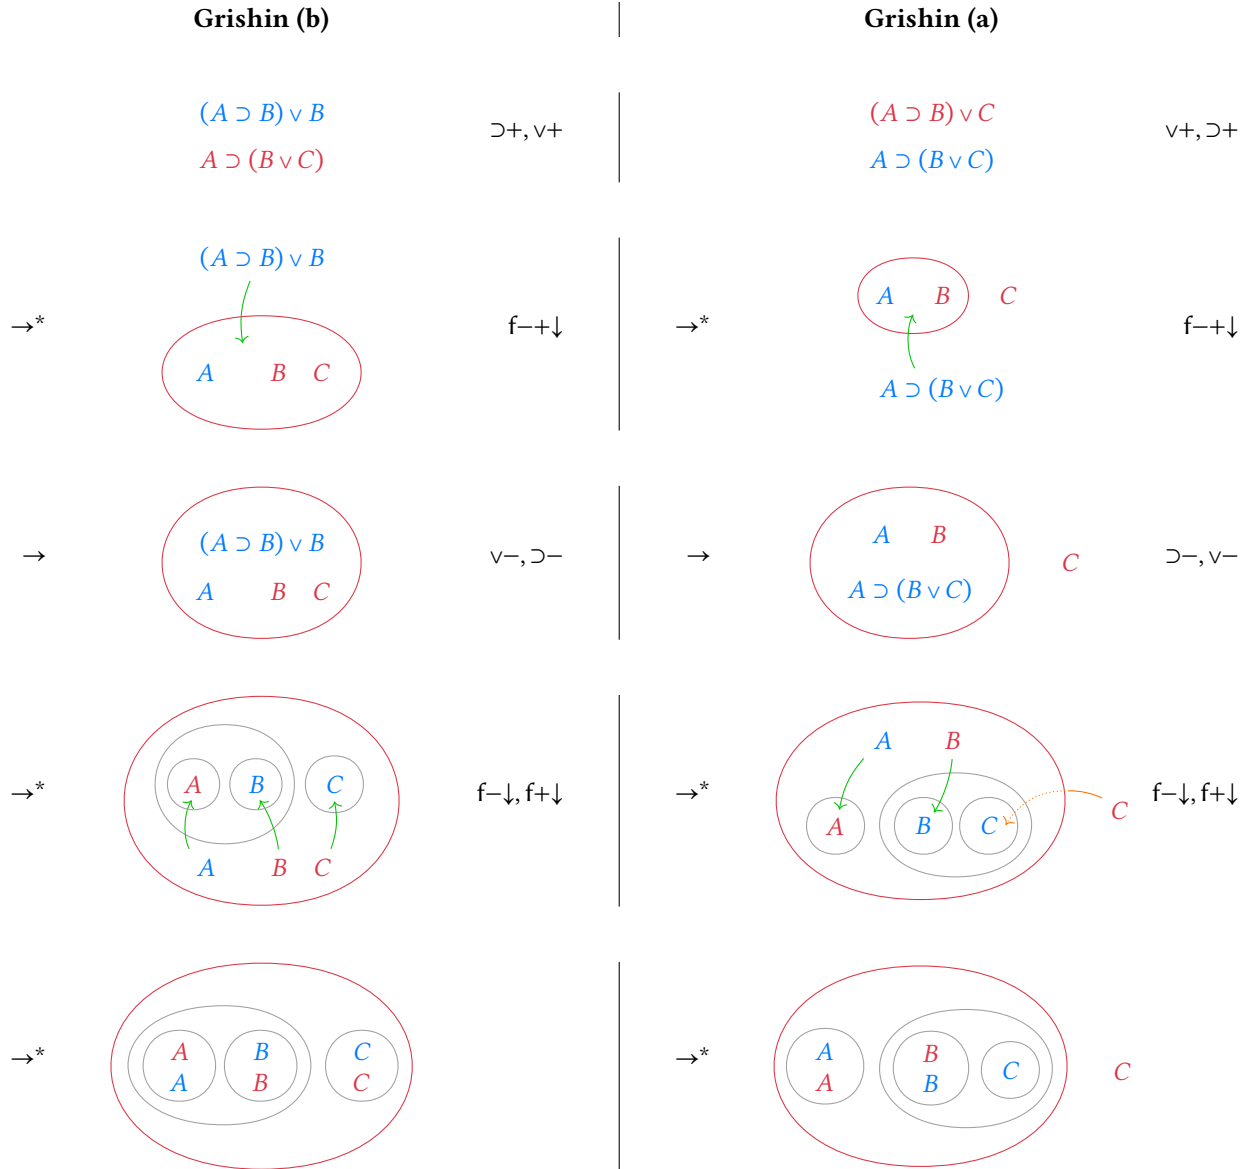 Grishin (b) Grishin (a)
(A ⊃ B) ∨ B (A ⊃ B) ∨ C
⊃+, ∨+ ∨+, ⊃+
A ⊃ (B ∨ C) A ⊃ (B ∨ C)
(A ⊃ B) ∨ B
A B C
→* f−+↓ →* f−+↓
A B C
A ⊃ (B ∨ C)
A B
(A ⊃ B) ∨ B
→ ∨−, ⊃− → C ⊃−, ∨−
A B C A ⊃ (B ∨ C)
A B
A B C
→* f−↓, f+↓ →* f−↓, f+↓
C
A B C
A B C
A B C A B
→* →* C C
A B C A B